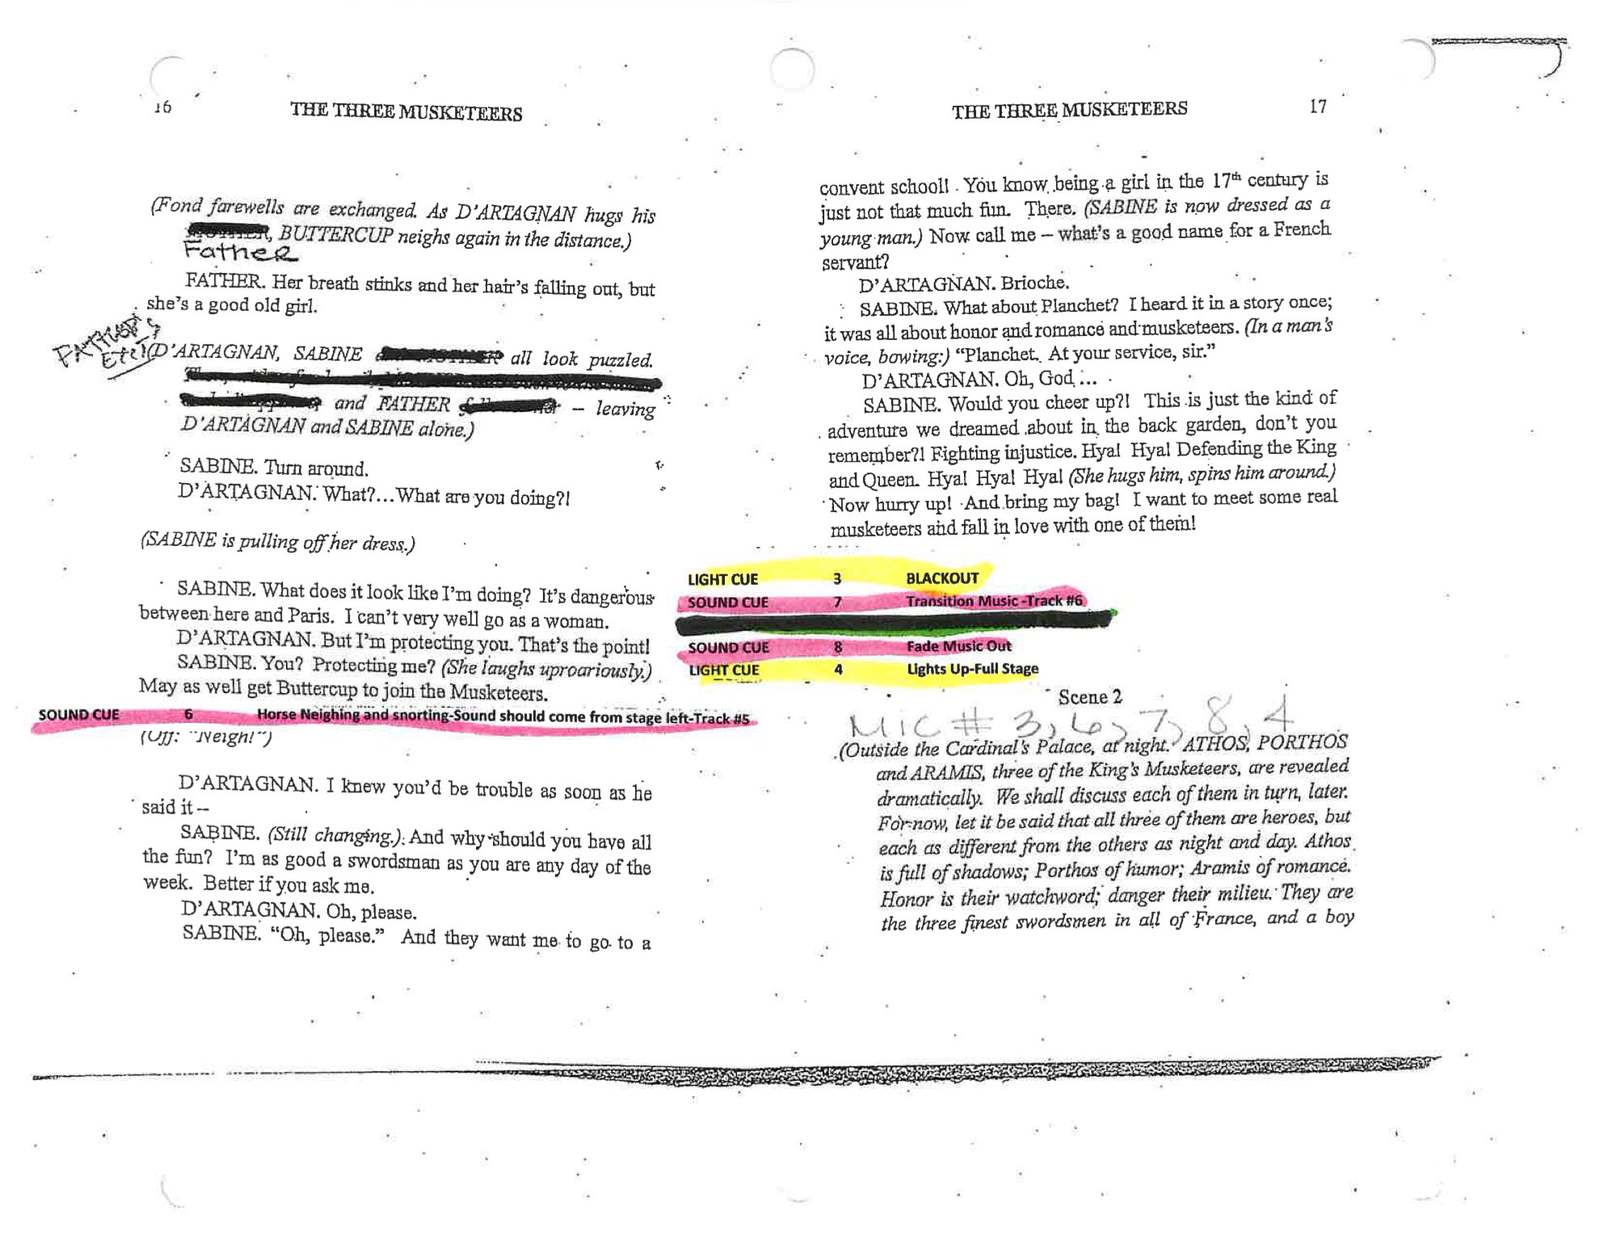 16 THE THREE MUSKETEERS
(Fond farewells are exchanged. As D'ARTAGNAN hugs his
, BUTTERCUP neighs again in the distance.)
Father
FATHER. Her breath stinks and her hair's falling out, but
she's a good old girl.
FATHER'S
Exit
(D'ARTAGNAN, SABINE all look puzzled.
and FATHER – leaving
D'ARTAGNAN and SABINE alone.)
SABINE. Turn around.
D'ARTAGNAN. What?...What are you doing?!
(SABINE is pulling off her dress.)
SABINE. What does it look like I'm doing? It's dangerous
between here and Paris. I can't very well go as a woman.
D'ARTAGNAN. But I'm protecting you. That's the point!
SABINE. You? Protecting me? (She laughs uproariously.)
May as well get Buttercup to join the Musketeers.
SOUND CUE 6 Horse Neighing and snorting-Sound should come from stage left-Track #5
(Off: "Neigh!")
D'ARTAGNAN. I knew you'd be trouble as soon as he
said it –
SABINE. (Still changing.) And why should you have all
the fun? I'm as good a swordsman as you are any day of the
week. Better if you ask me.
D'ARTAGNAN. Oh, please.
SABINE. "Oh, please." And they want me to go to a
THE THREE MUSKETEERS 17
convent school! You know being a girl in the 17th century is
just not that much fun. There. (SABINE is now dressed as a
young man.) Now call me – what's a good name for a French
servant?
D'ARTAGNAN. Brioche.
SABINE. What about Planchet? I heard it in a story once;
it was all about honor and romance and musketeers. (In a man's
voice, bowing:) "Planchet. At your service, sir."
D'ARTAGNAN. Oh, God ...
SABINE. Would you cheer up?! This is just the kind of
adventure we dreamed about in the back garden, don't you
remember?! Fighting injustice. Hya! Hya! Defending the King
and Queen. Hya! Hya! Hya! (She hugs him, spins him around.)
Now hurry up! And bring my bag! I want to meet some real
musketeers and fall in love with one of them!
LIGHT CUE 3 BLACKOUT
SOUND CUE 7 Transition Music -Track #6
SOUND CUE 8 Fade Music Out
LIGHT CUE 4 Lights Up-Full Stage
Scene 2
MIC # 3, 6, 7, 8, 4
(Outside the Cardinal's Palace, at night. ATHOS, PORTHOS
and ARAMIS, three of the King's Musketeers, are revealed
dramatically. We shall discuss each of them in turn, later.
For now, let it be said that all three of them are heroes, but
each as different from the others as night and day. Athos
is full of shadows; Porthos of humor; Aramis of romance.
Honor is their watchword; danger their milieu. They are
the three finest swordsmen in all of France, and a boy